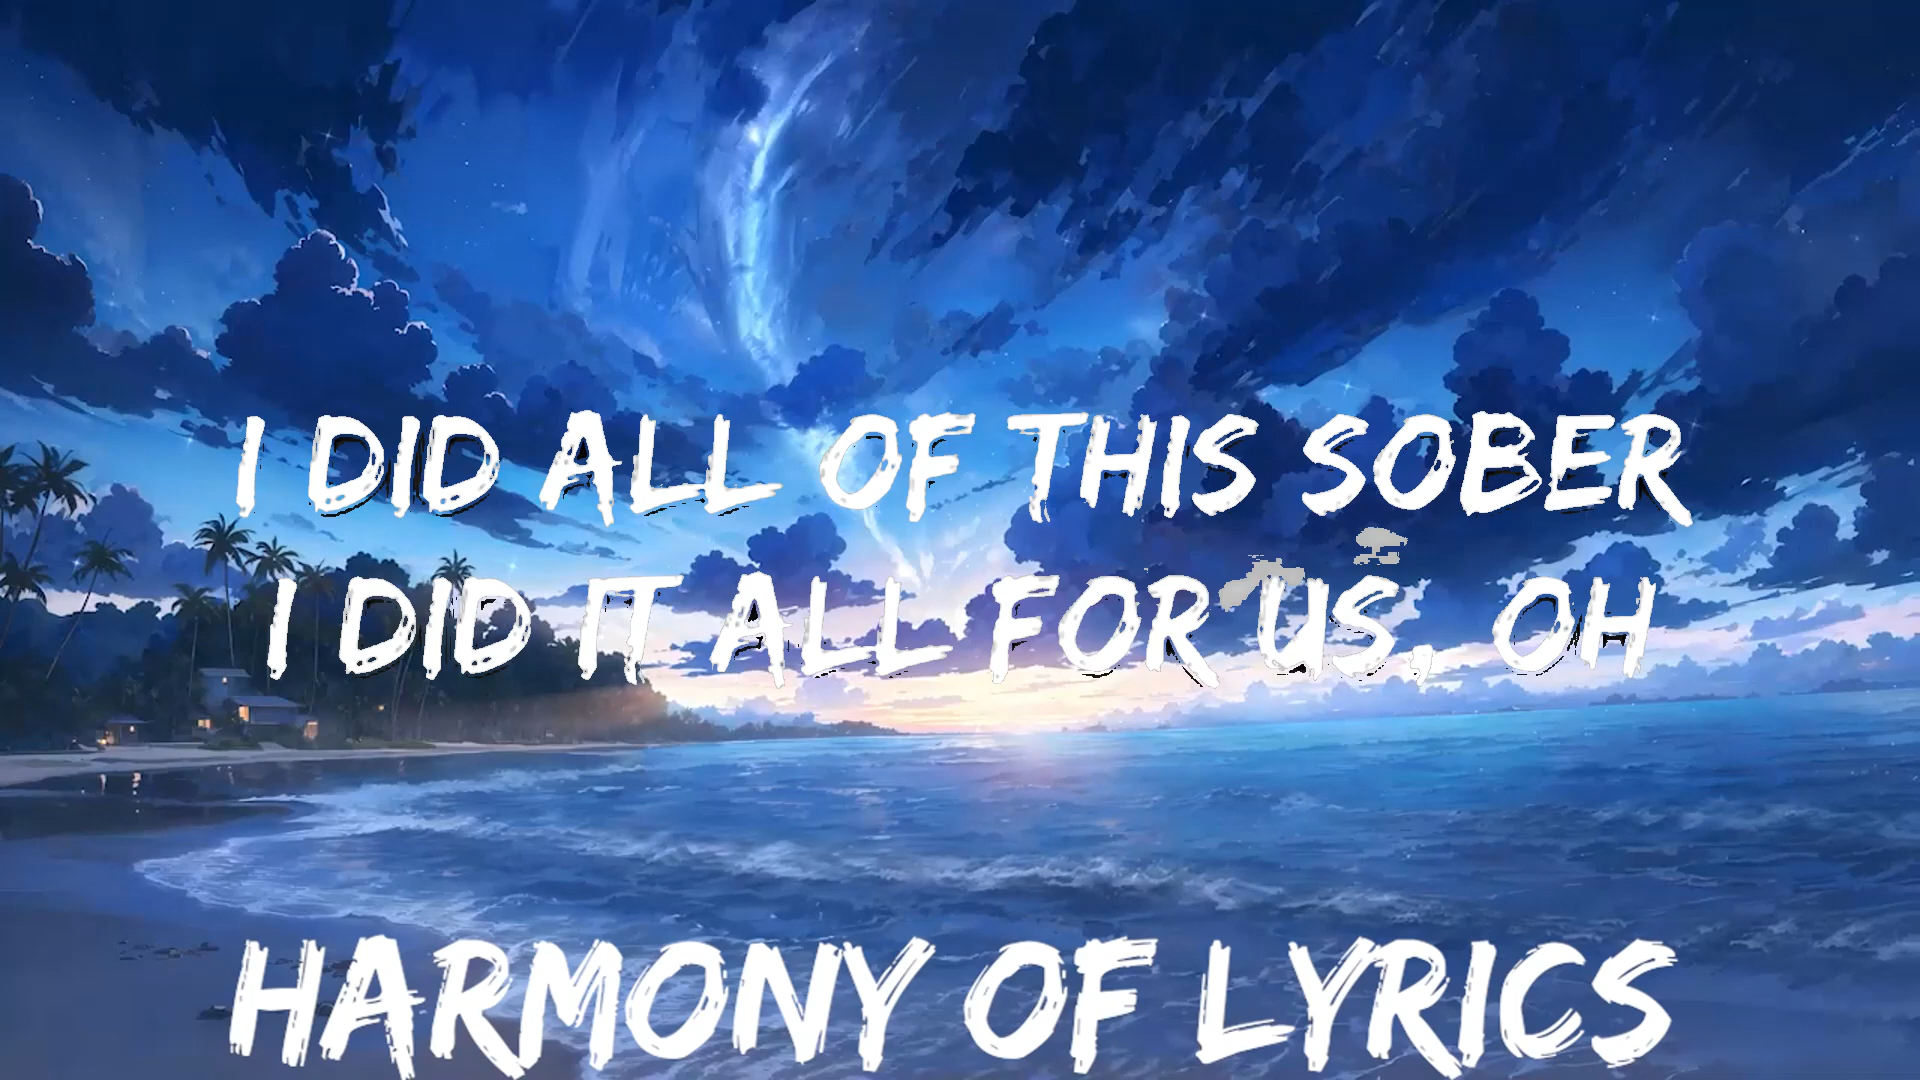 I DID ALL OF THIS SOBER
I DID IT ALL FOR US, OH
HARMONY OF LYRICS